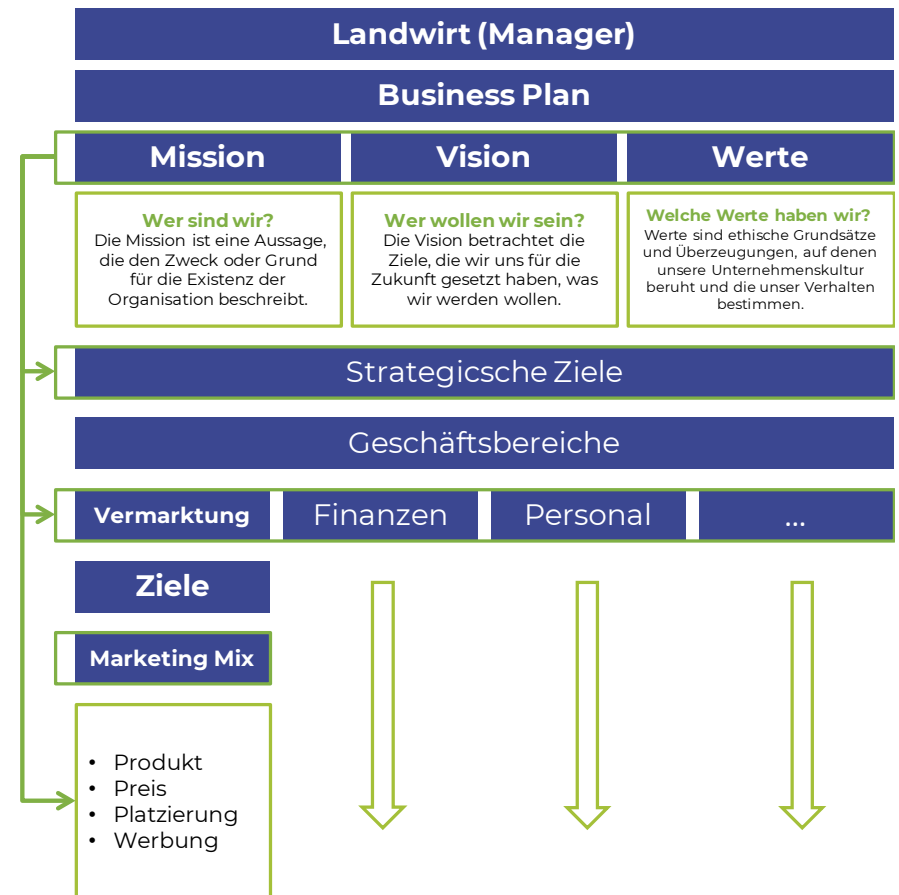 Landwirt (Manager)
Business Plan
Mission
Vision
Werte
Wer sind wir?
Die Mission ist eine Aussage,
die den Zweck oder Grund
für die Existenz der
Organisation beschreibt.
Wer wollen wir sein?
Die Vision betrachtet die
Ziele, die wir uns für die
Zukunft gesetzt haben, was
wir werden wollen.
Welche Werte haben wir?
Werte sind ethische Grundsätze
und Überzeugungen, auf denen
unsere Unternehmenskultur
beruht und die unser Verhalten
bestimmen.
Strategicsche Ziele
Geschäftsbereiche
Vermarktung
Finanzen
Personal
...
Ziele
Marketing Mix
• Produkt
• Preis
• Platzierung
• Werbung